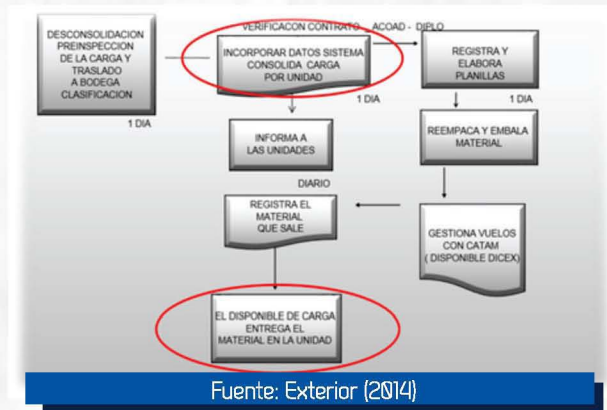 VERIFICACON CONTRATO _ACOAD - DIPLO
DESCONSOLIDACION
PREINSPECCION
DE LA CARGA Y
TRASLADO
A BODEGA
CLASIFICACION
1 DIA
INCORPORAR DATOS SISTEMA
CONSOLIDA CARGA
POR UNIDAD
1 DIA
REGISTRA Y
ELABORA
PLANILLAS
1 DIA
INFORMA A
LAS UNIDADES
REEMPACA Y EMBALA
MATERIAL
DIARIO
REGISTRA EL
MATERIAL
QUE SALE
GESTIONA VUELOS
CON CATAM
( DISPONIBLE DICEX)
EL DISPONIBLE DE CARGA
ENTREGA EL
MATERIAL EN LA UNIDAD
Fuente: Exterior (2014)